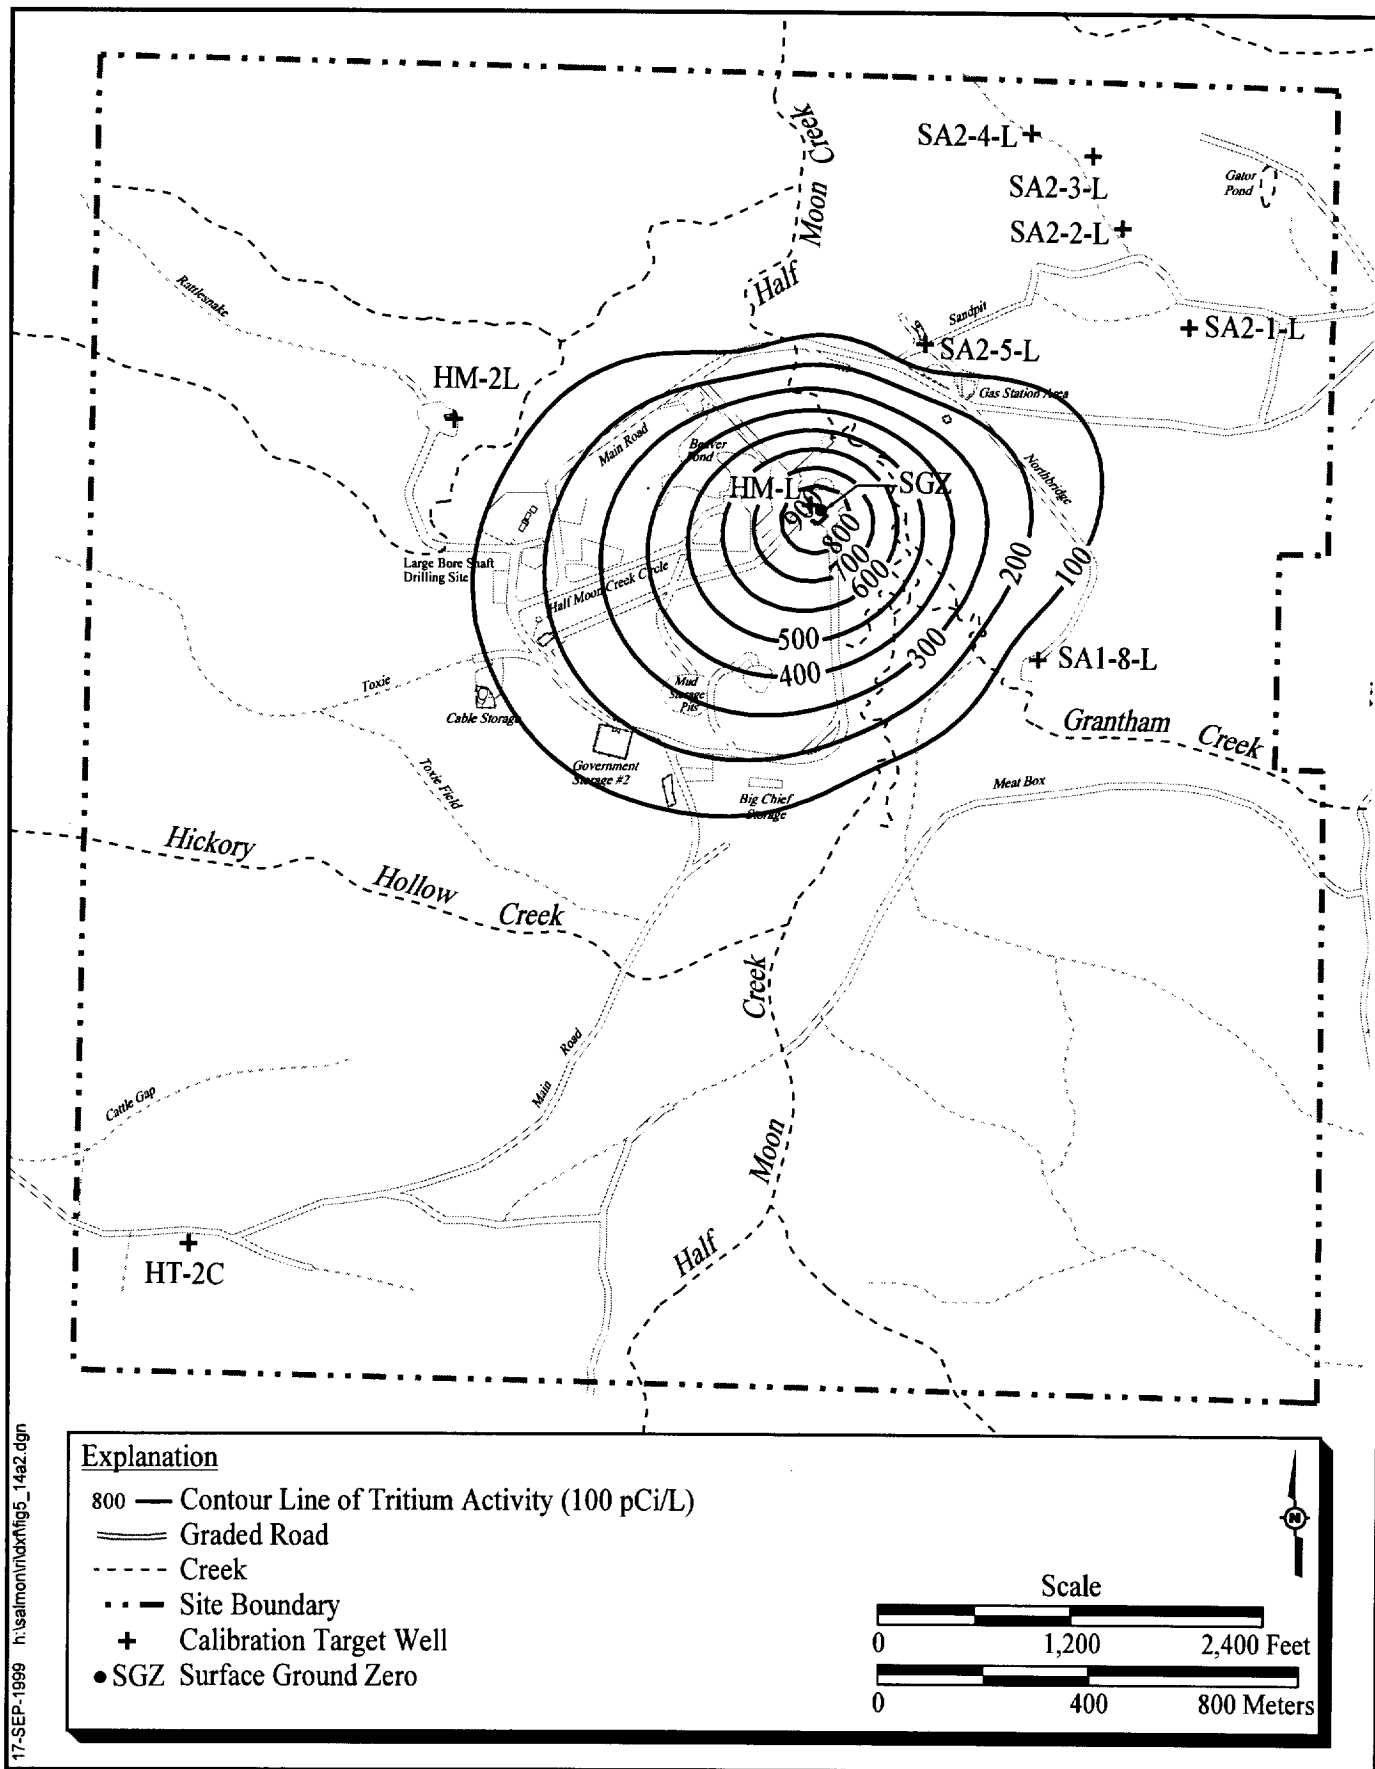 Half
Moon
Creek
SA2-4-L
SA2-3-L
SA2-2-L
Gator
Pond
Rattlesnake
Sandpit
SA2-1-L
SA2-5-L
HM-2L
Gas Station Area
Main Road
Beaver
Pond
Northbridge
HM-L
SGZ
900
800
700
600
500
400
300
200
100
Large Bore Shaft
Drilling Site
Half Moon Creek Circle
SA1-8-L
Toxie
Mud
Storage
Pits
Cable Storage
Grantham
Creek
Government
Storage #2
Toxie Field
Big Chief
Storage
Meat Box
Hickory
Hollow
Creek
Creek
Moon
Half
Main
Road
Cattle Gap
HT-2C
17-SEP-1999 h:\salmon\ri\dxf\fig5_14a2.dgn
Explanation
800 Contour Line of Tritium Activity (100 pCi/L)
Graded Road
Creek
Site Boundary
Calibration Target Well
SGZ Surface Ground Zero
N
Scale
0 1,200 2,400 Feet
0 400 800 Meters